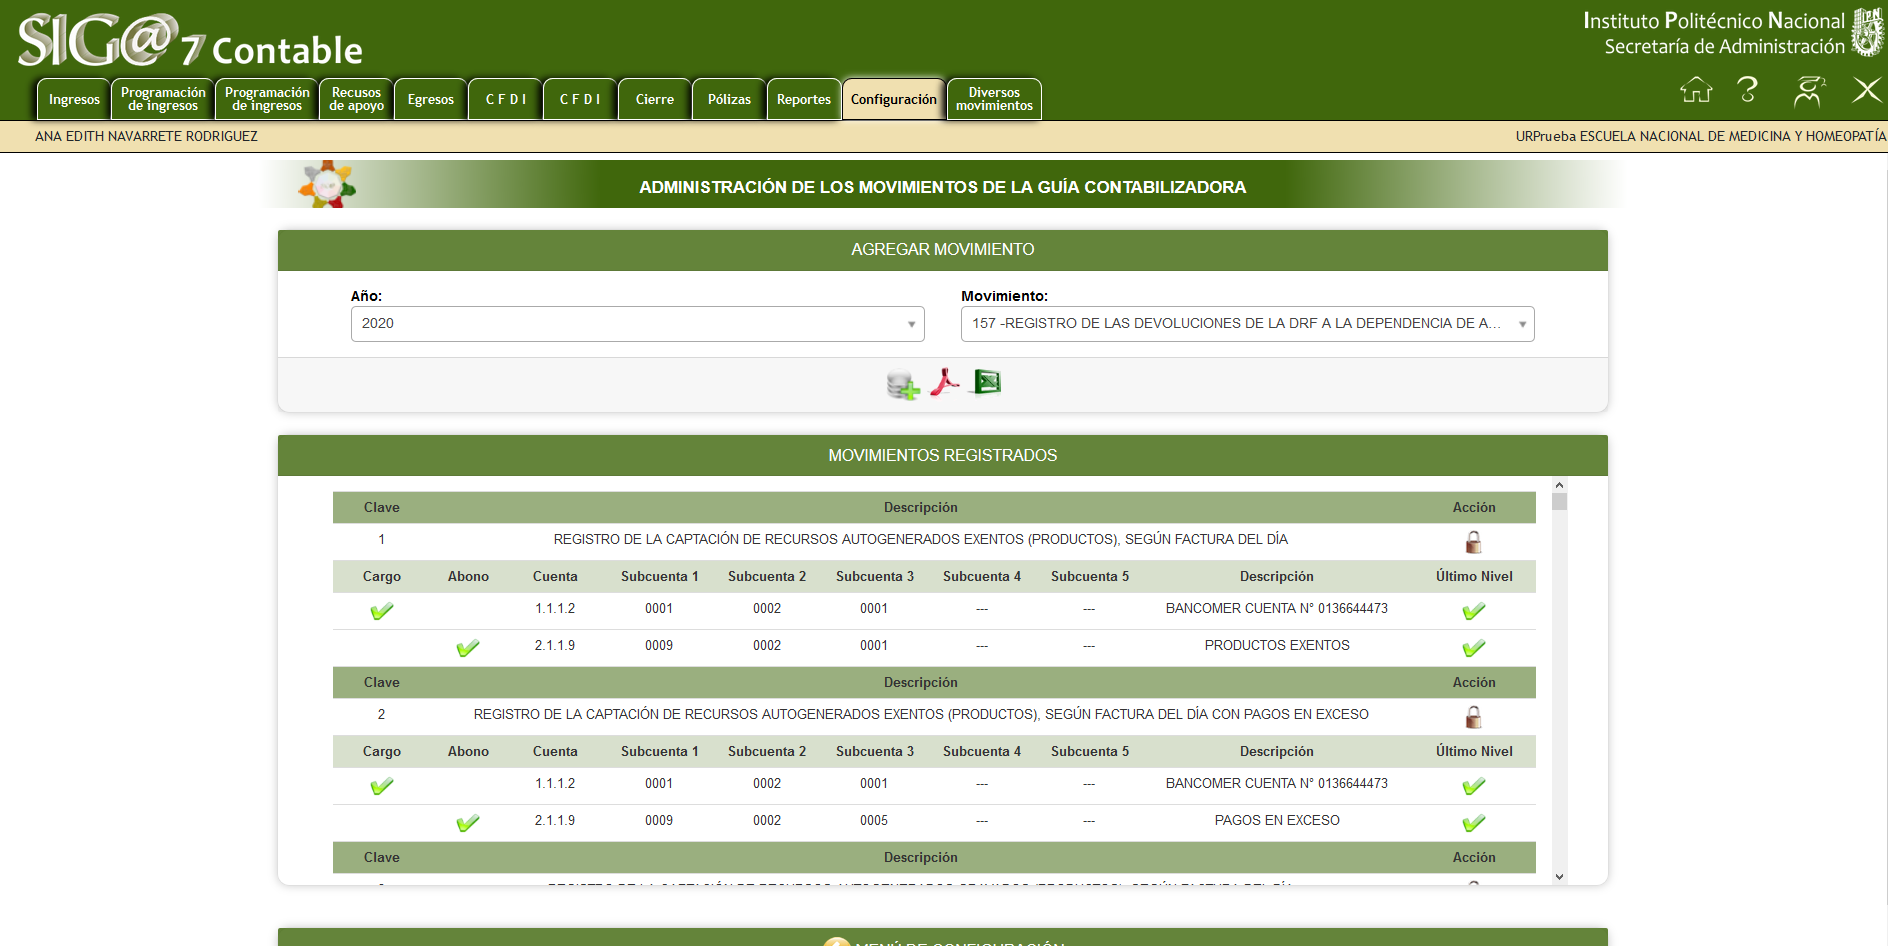 SIG@ 7 Contable
Instituto Politécnico Nacional
Secretaría de Administración
Ingresos
Programación de ingresos
Programación de ingresos
Recusos de apoyo
Egresos
C F D I
C F D I
Cierre
Pólizas
Reportes
Configuración
Diversos movimientos
ANA EDITH NAVARRETE RODRIGUEZ
URPrueba ESCUELA NACIONAL DE MEDICINA Y HOMEOPATÍA
ADMINISTRACIÓN DE LOS MOVIMIENTOS DE LA GUÍA CONTABILIZADORA
AGREGAR MOVIMIENTO
Año: Movimiento:
2020 157 -REGISTRO DE LAS DEVOLUCIONES DE LA DRF A LA DEPENDENCIA DE A...
MOVIMIENTOS REGISTRADOS
Clave Descripción Acción
1 REGISTRO DE LA CAPTACIÓN DE RECURSOS AUTOGENERADOS EXENTOS (PRODUCTOS), SEGÚN FACTURA DEL DÍA
Cargo Abono Cuenta Subcuenta 1 Subcuenta 2 Subcuenta 3 Subcuenta 4 Subcuenta 5 Descripción Último Nivel
1.1.1.2 0001 0002 0001 --- --- BANCOMER CUENTA N° 0136644473
2.1.1.9 0009 0002 0001 --- --- PRODUCTOS EXENTOS
Clave Descripción Acción
2 REGISTRO DE LA CAPTACIÓN DE RECURSOS AUTOGENERADOS EXENTOS (PRODUCTOS), SEGÚN FACTURA DEL DÍA CON PAGOS EN EXCESO
Cargo Abono Cuenta Subcuenta 1 Subcuenta 2 Subcuenta 3 Subcuenta 4 Subcuenta 5 Descripción Último Nivel
1.1.1.2 0001 0002 0001 --- --- BANCOMER CUENTA N° 0136644473
2.1.1.9 0009 0002 0005 --- --- PAGOS EN EXCESO
Clave Descripción Acción
MENÚ DE CONFIGURACIÓN